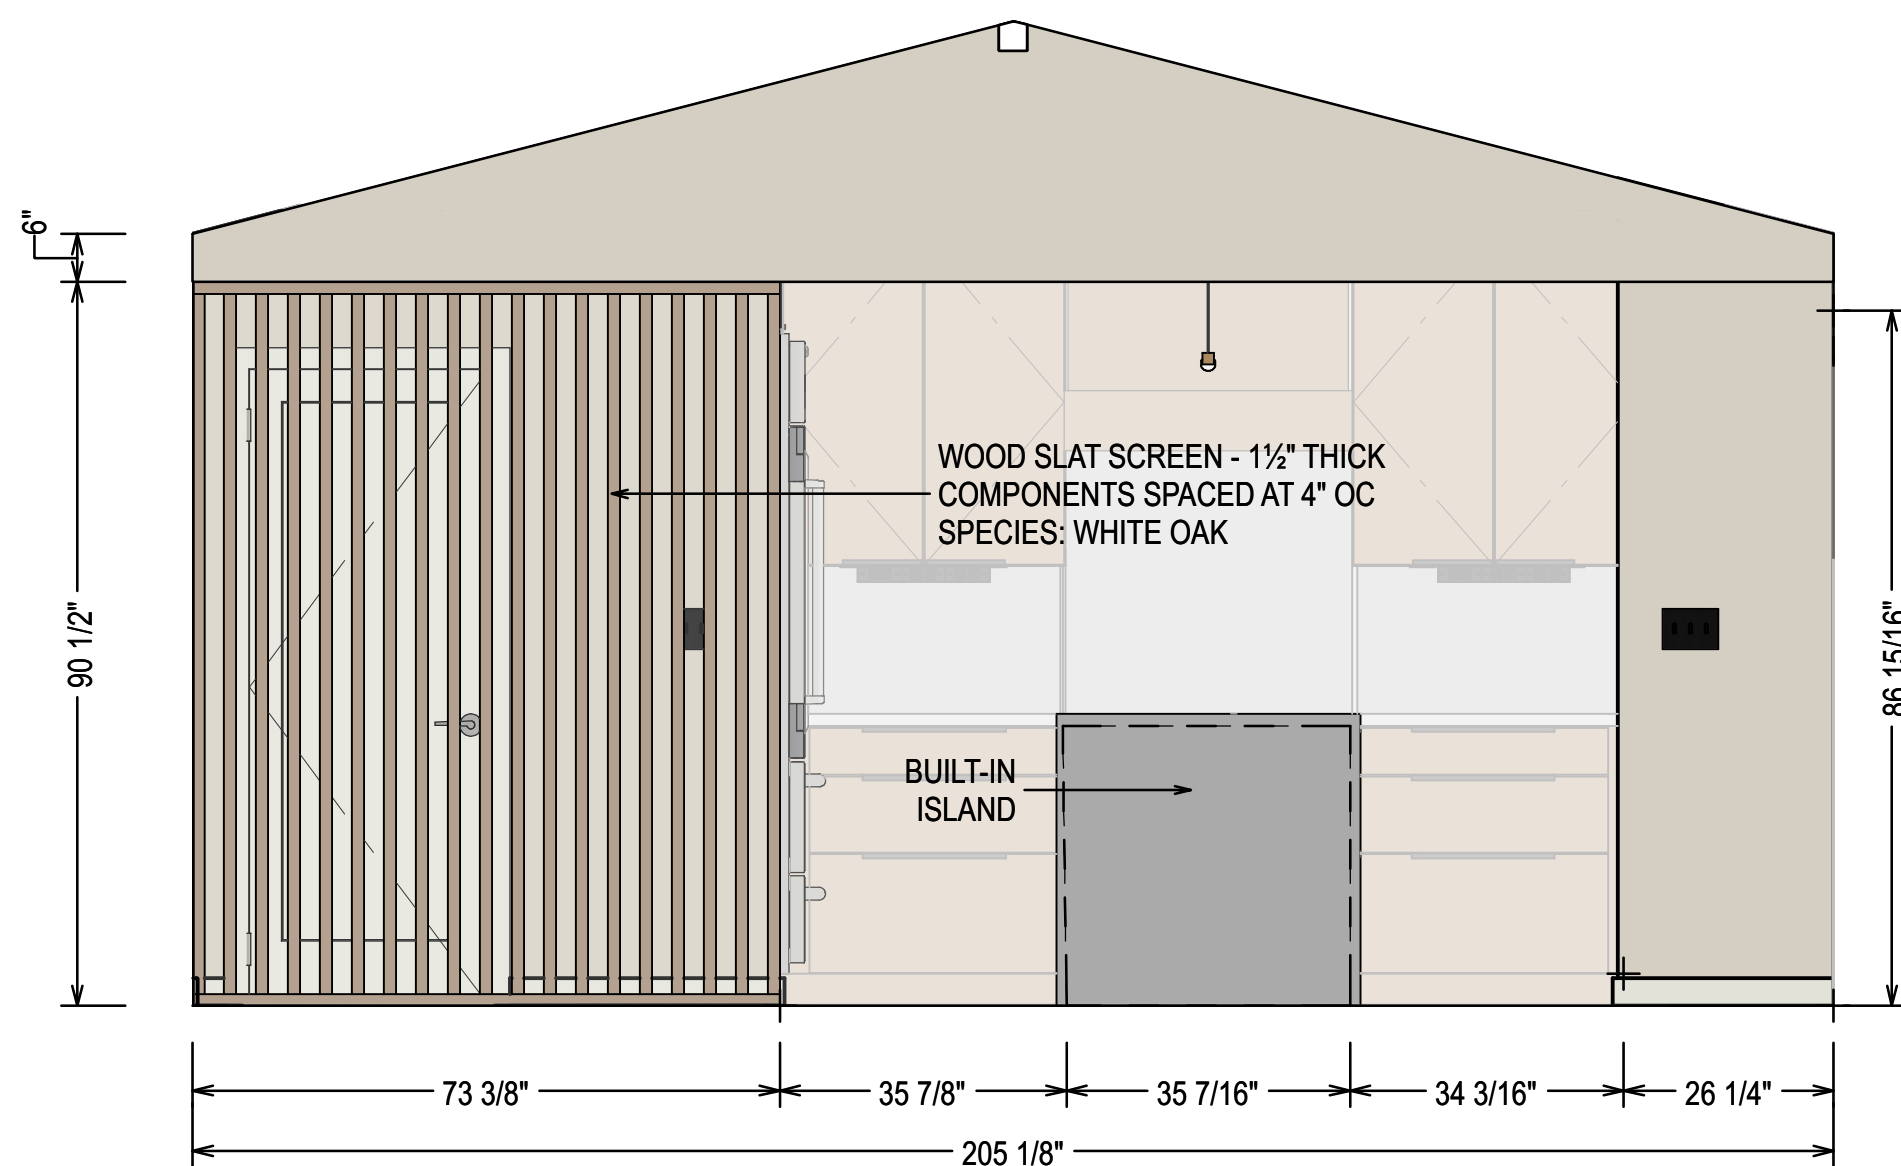 6"
WOOD SLAT SCREEN - 1½" THICK
COMPONENTS SPACED AT 4" OC
SPECIES: WHITE OAK
90 1/2"
86 15/16"
BUILT-IN
ISLAND
73 3/8"
35 7/8"
35 7/16"
34 3/16"
26 1/4"
205 1/8"